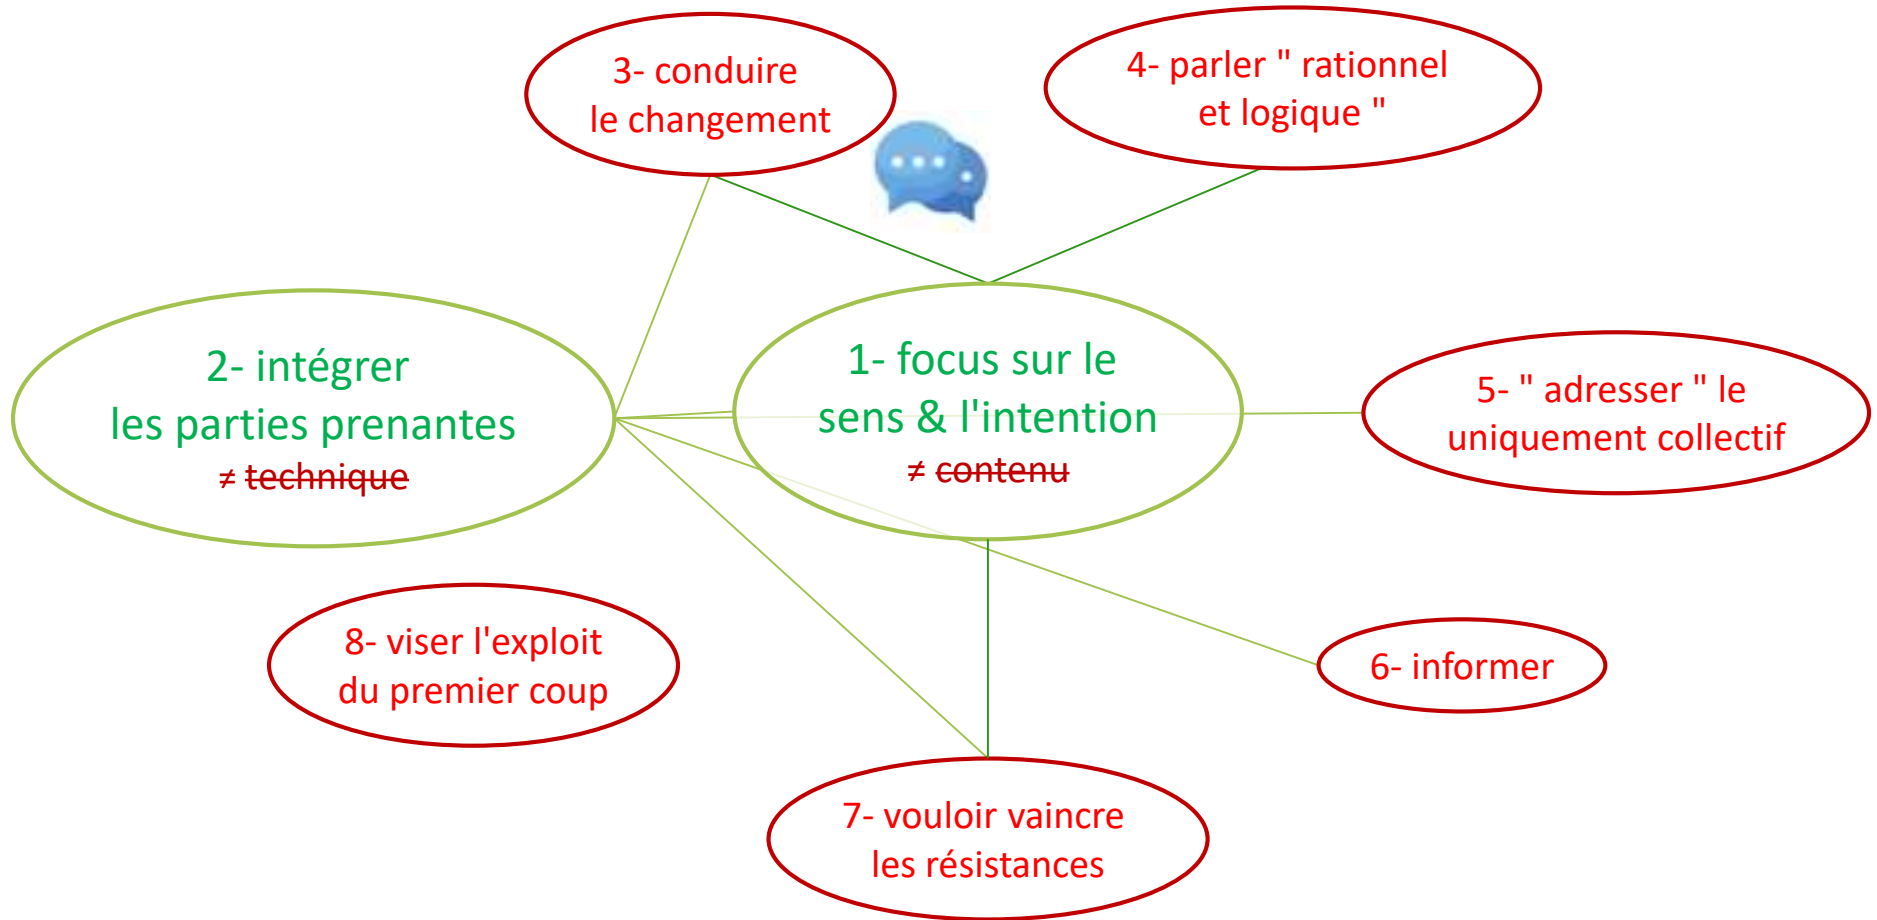 3- conduire
le changement
4- parler " rationnel
et logique "
2- intégrer
les parties prenantes
≠ technique
1- focus sur le
sens & l'intention
≠ contenu
5- " adresser " le
uniquement collectif
8- viser l'exploit
du premier coup
6- informer
7- vouloir vaincre
les résistances